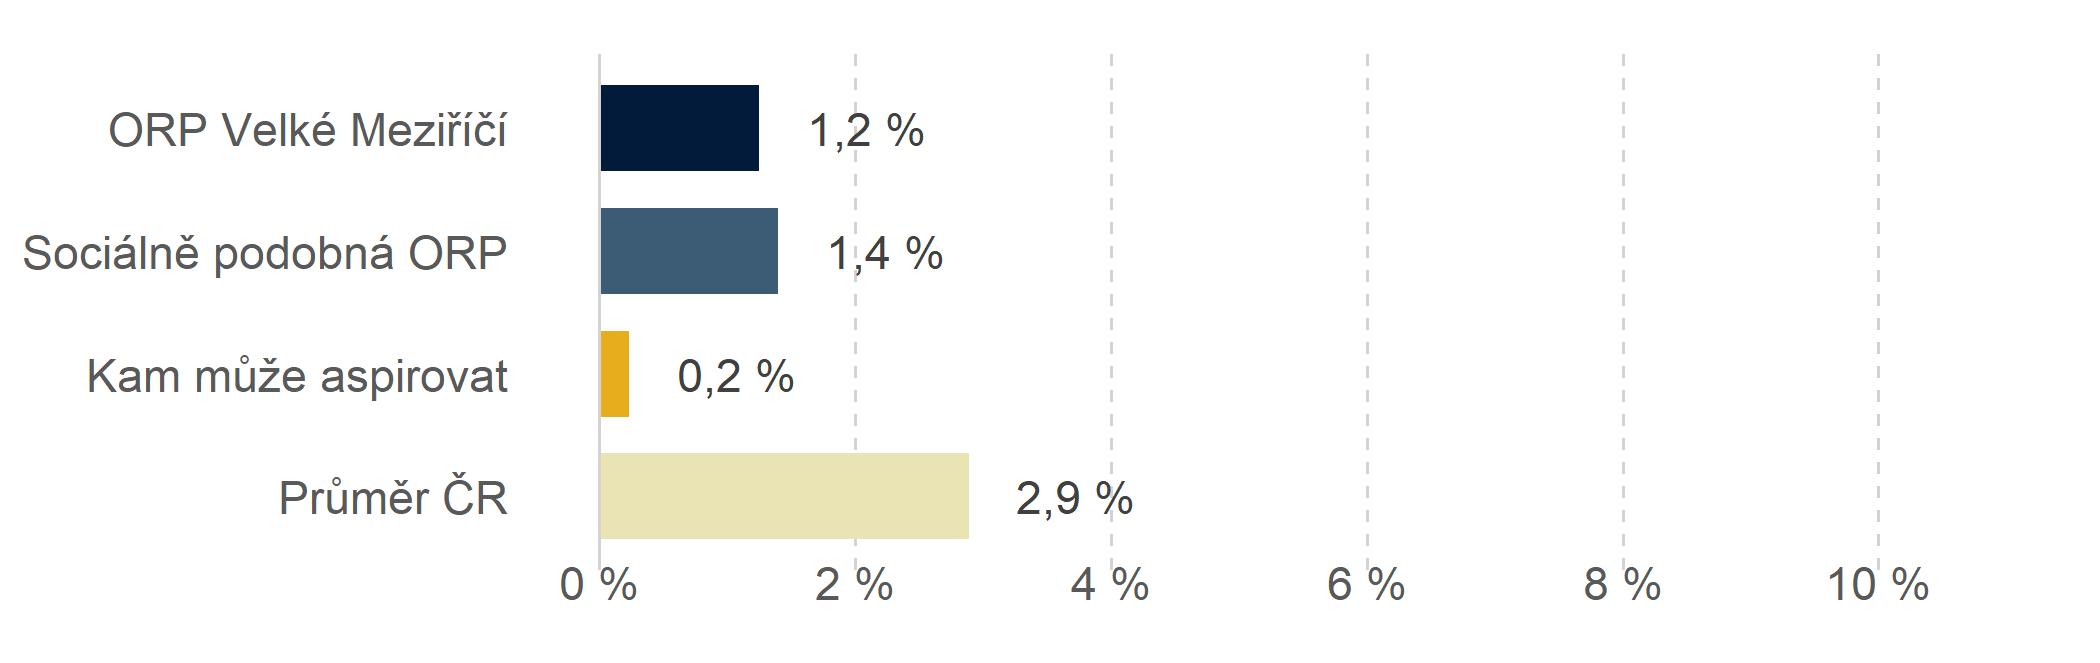 ORP Velké Meziříčí
1,2 %
Sociálně podobná ORP
1,4 %
Kam může aspirovat
0,2 %
Průměr ČR
2,9 %
0 % 2 % 4 % 6 % 8 % 10 %